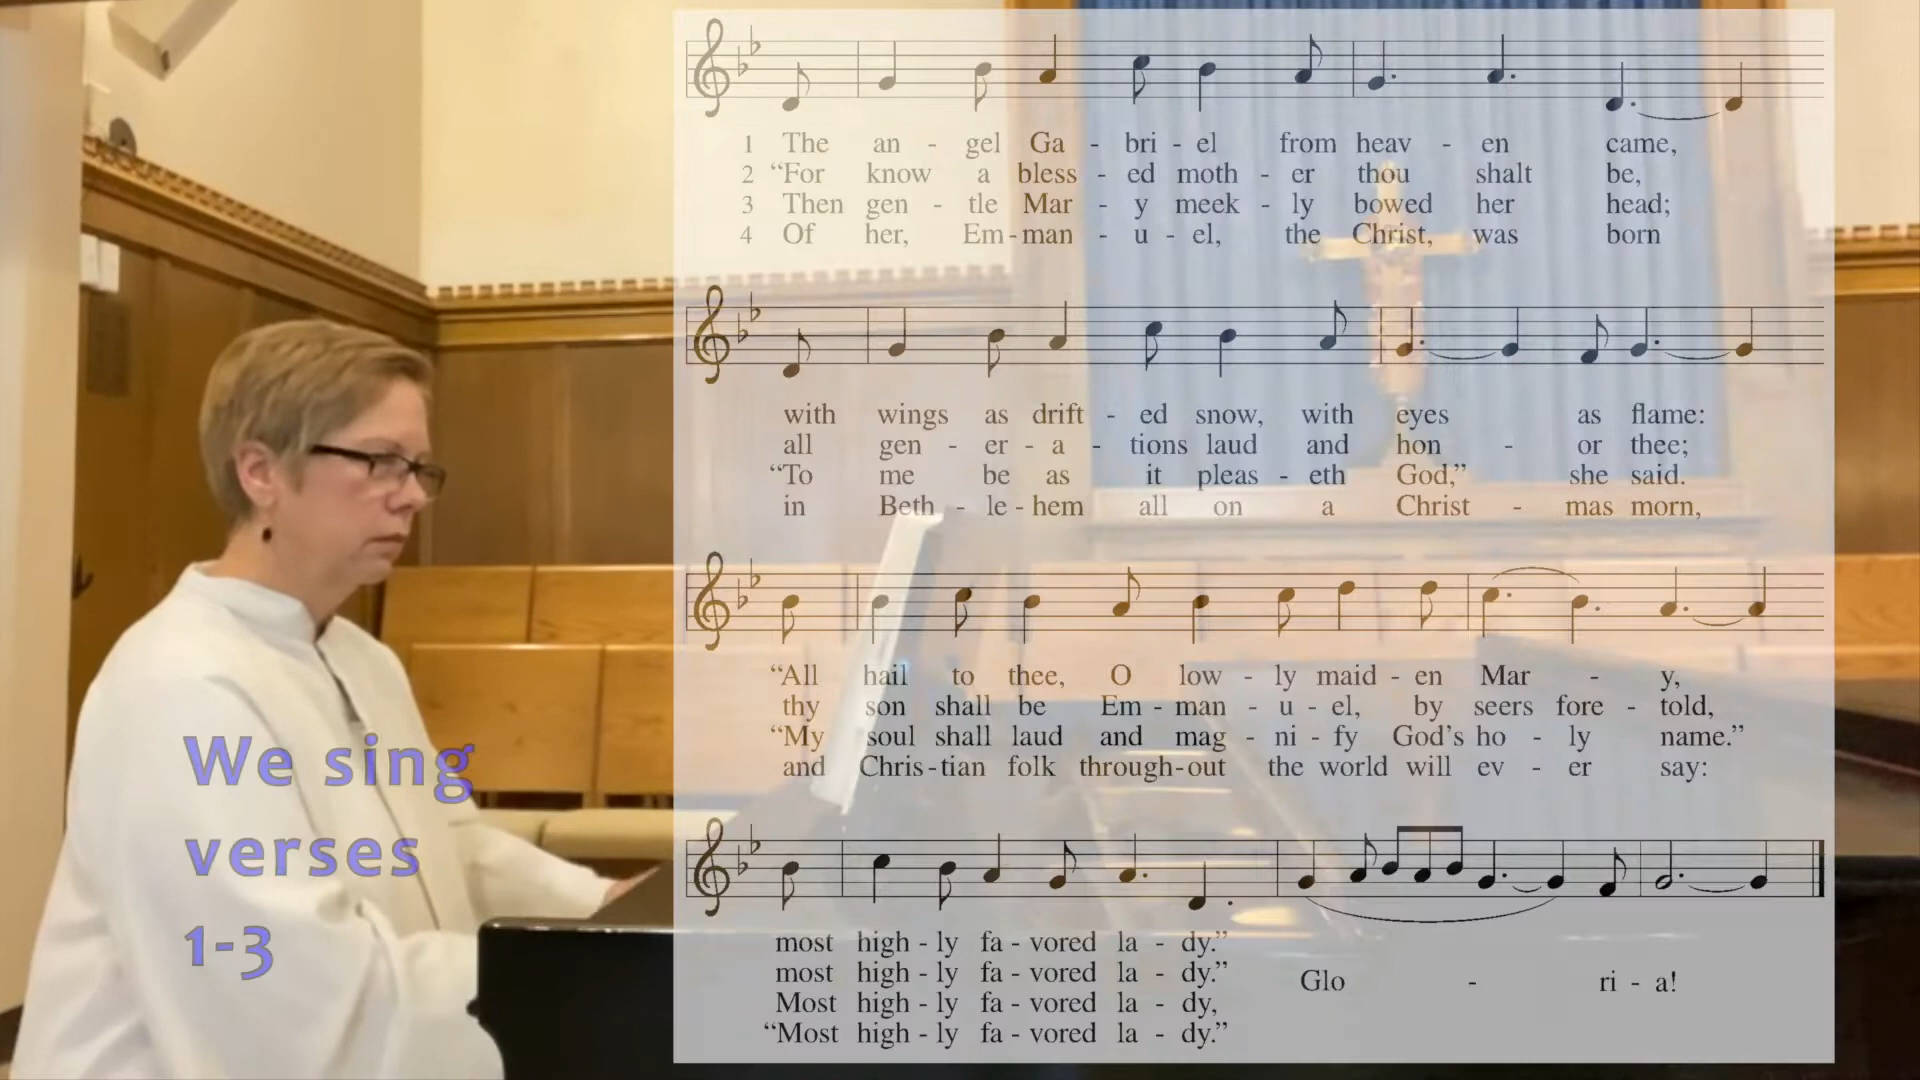 1 The an - gel Ga - bri - el from heav - en came,
2 “For know a bless - ed moth - er thou shalt be,
3 Then gen - tle Mar - y meek - ly bowed her head;
4 Of her, Em - man - u - el, the Christ, was born
with wings as drift - ed snow, with eyes as flame:
all gen - er - a - tions laud and hon - or thee;
“To me be as it pleas - eth God,” she said.
in Beth - le - hem all on a Christ - mas morn,
“All hail to thee, O low - ly maid - en Mar - y,
thy son shall be Em - man - u - el, by seers fore - told,
“My soul shall laud and mag - ni - fy God’s ho - ly name.”
and Chris - tian folk through - out the world will ev - er say:
most high - ly fa - vored la - dy.”
most high - ly fa - vored la - dy.”
Most high - ly fa - vored la - dy,
“Most high - ly fa - vored la - dy.”
Glo - ri - a!
We sing
verses
1-3